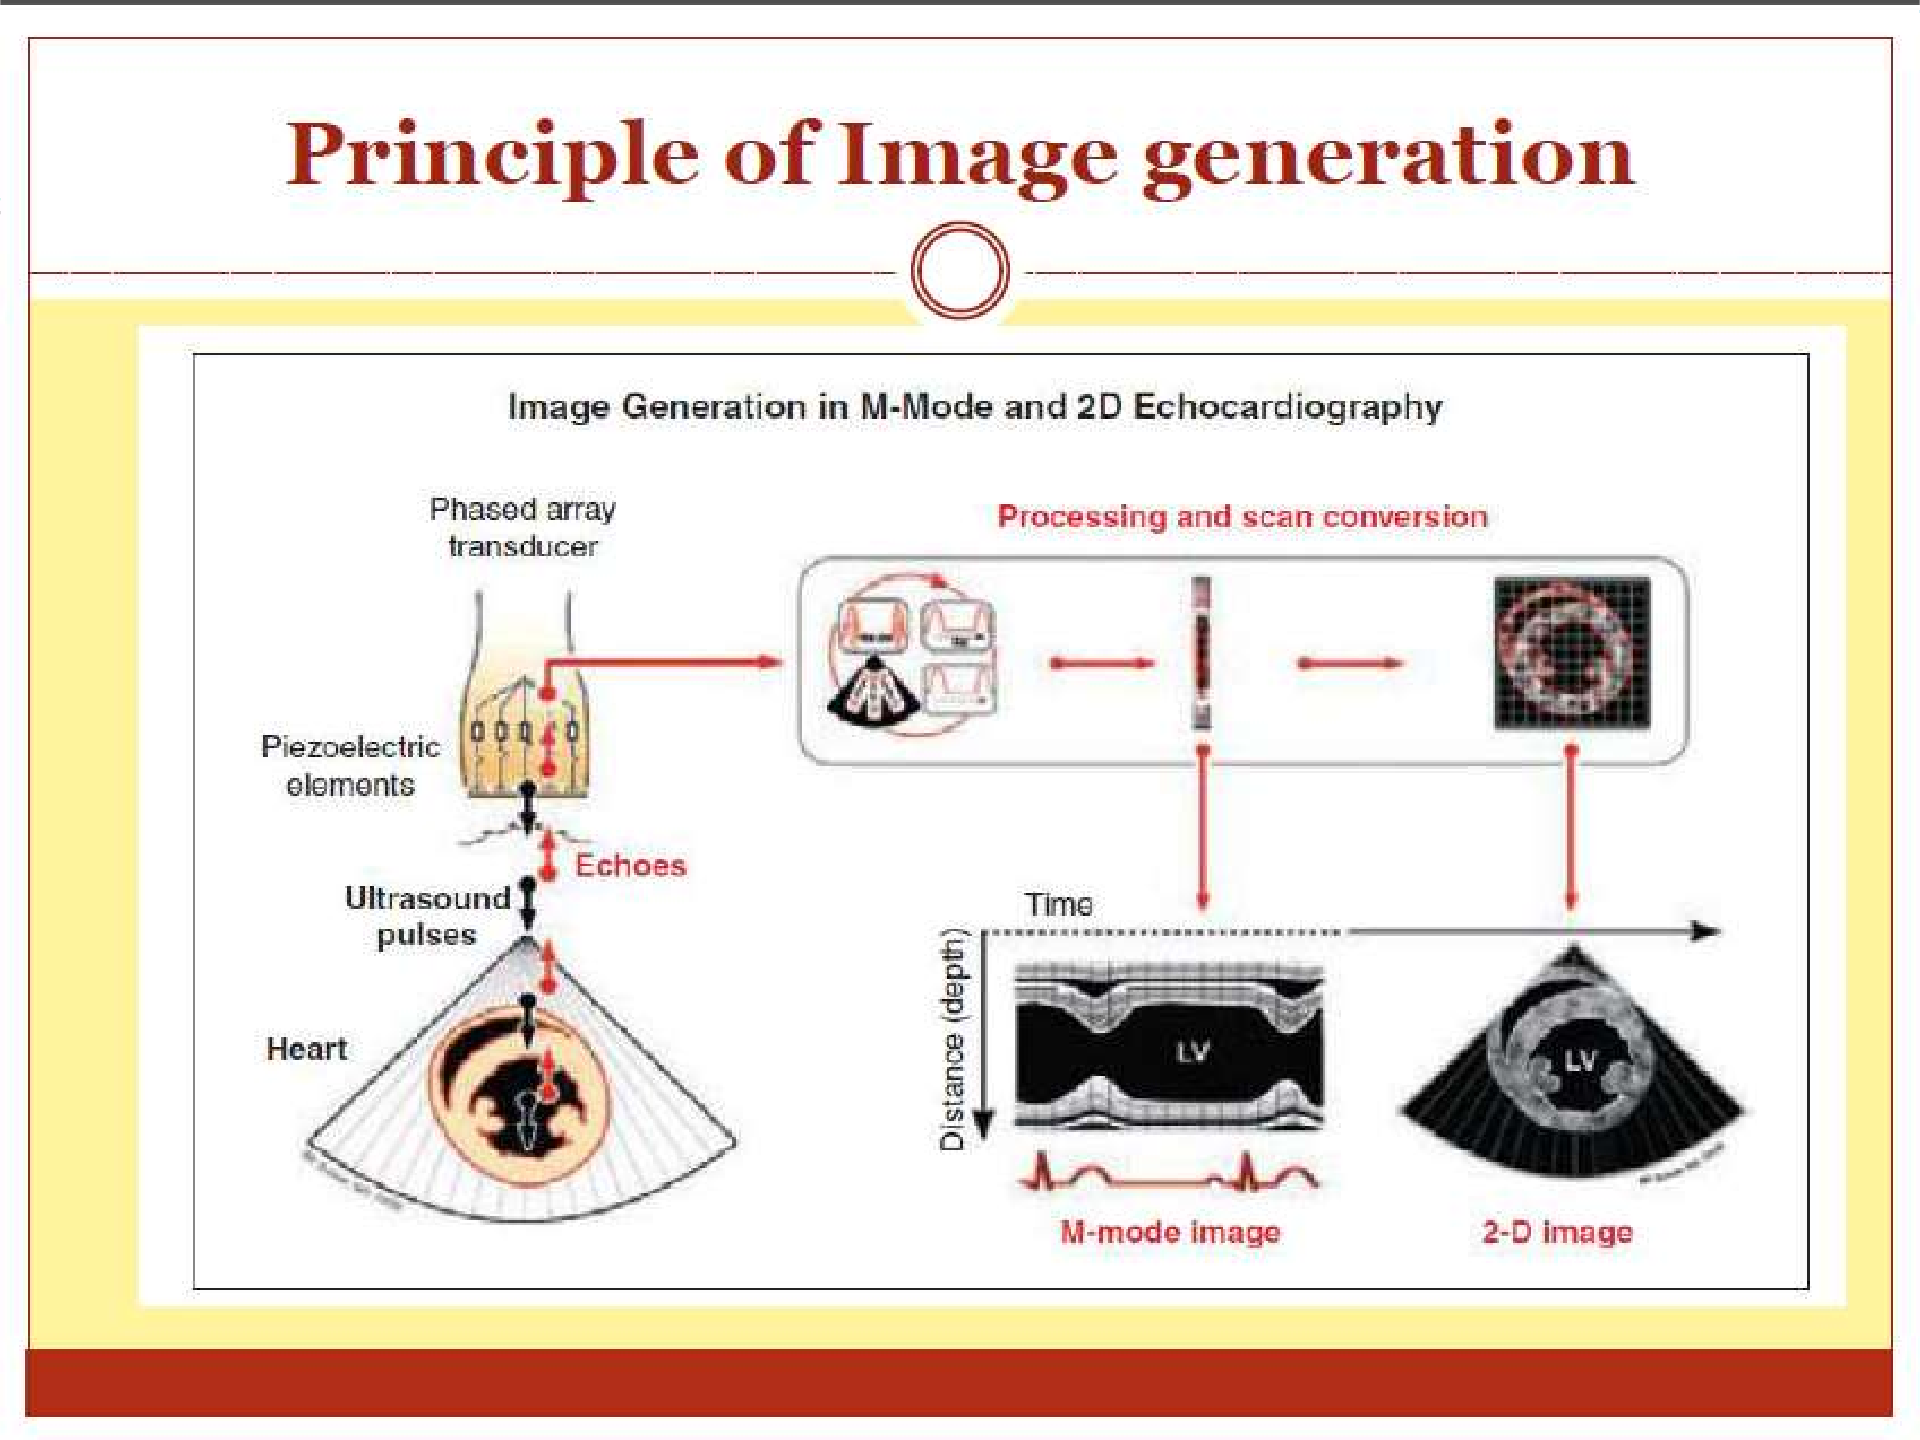 Principle of Image generation
Image Generation in M-Mode and 2D Echocardiography
Phased array
transducer
Processing and scan conversion
Piezoelectric
elements
Echoes
Ultrasound
pulses
Heart
Time
Distance (depth)
LV
LV
M-mode image
2-D image